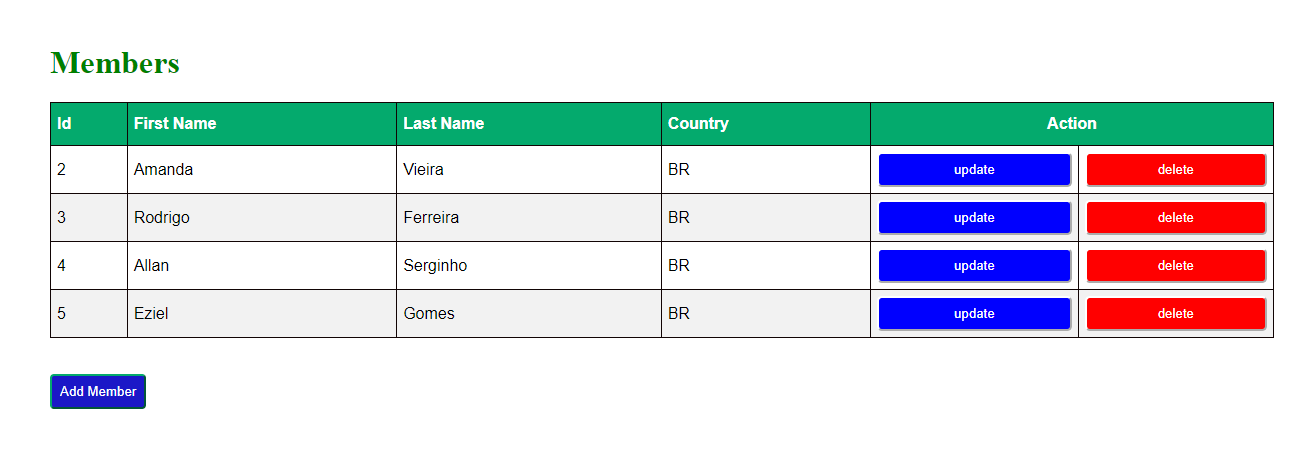 Members
Id First Name Last Name Country Action
2 Amanda Vieira BR update delete
3 Rodrigo Ferreira BR update delete
4 Allan Serginho BR update delete
5 Eziel Gomes BR update delete
Add Member